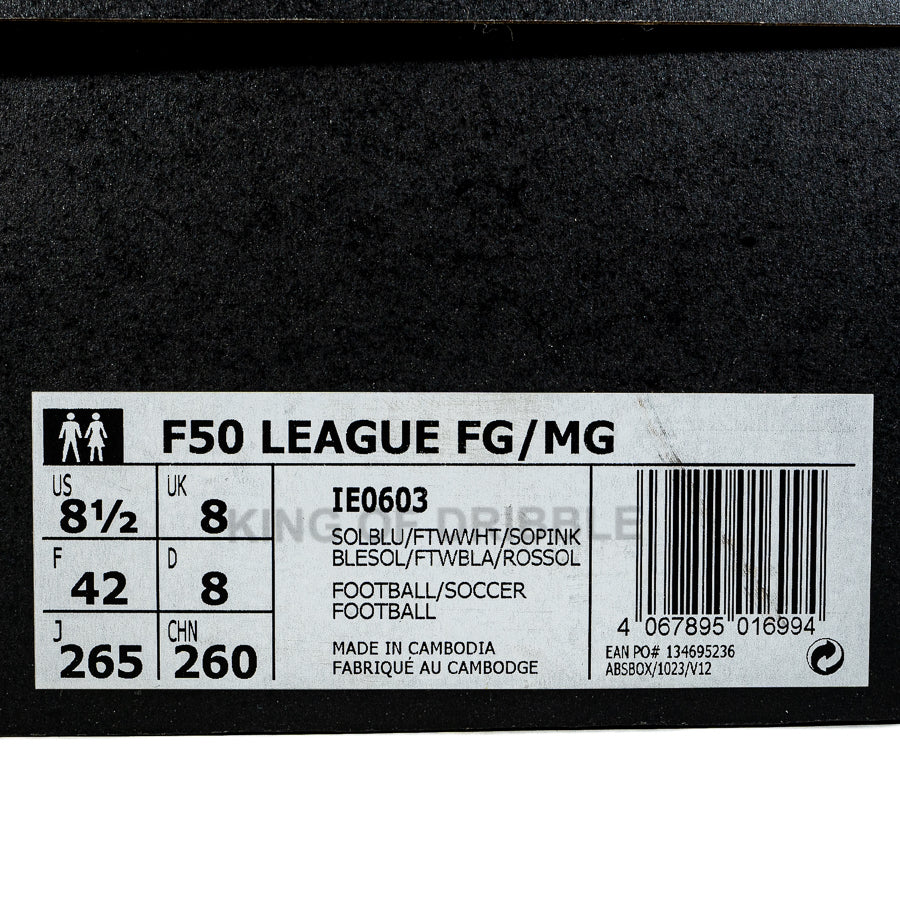 F50 LEAGUE FG/MG
US
8½
UK
8
F
42
D
8
J
265
CHN
260
IE0603
KING OF DRIBBLE
SOLBLU/FTWWHT/SOPINK
BLESOL/FTWBLA/ROSSOL
FOOTBALL/SOCCER
FOOTBALL
MADE IN CAMBODIA
FABRIQUÉ AU CAMBODGE
4 067895 016994
EAN PO# 134695236
ABSBOX/1023/V12